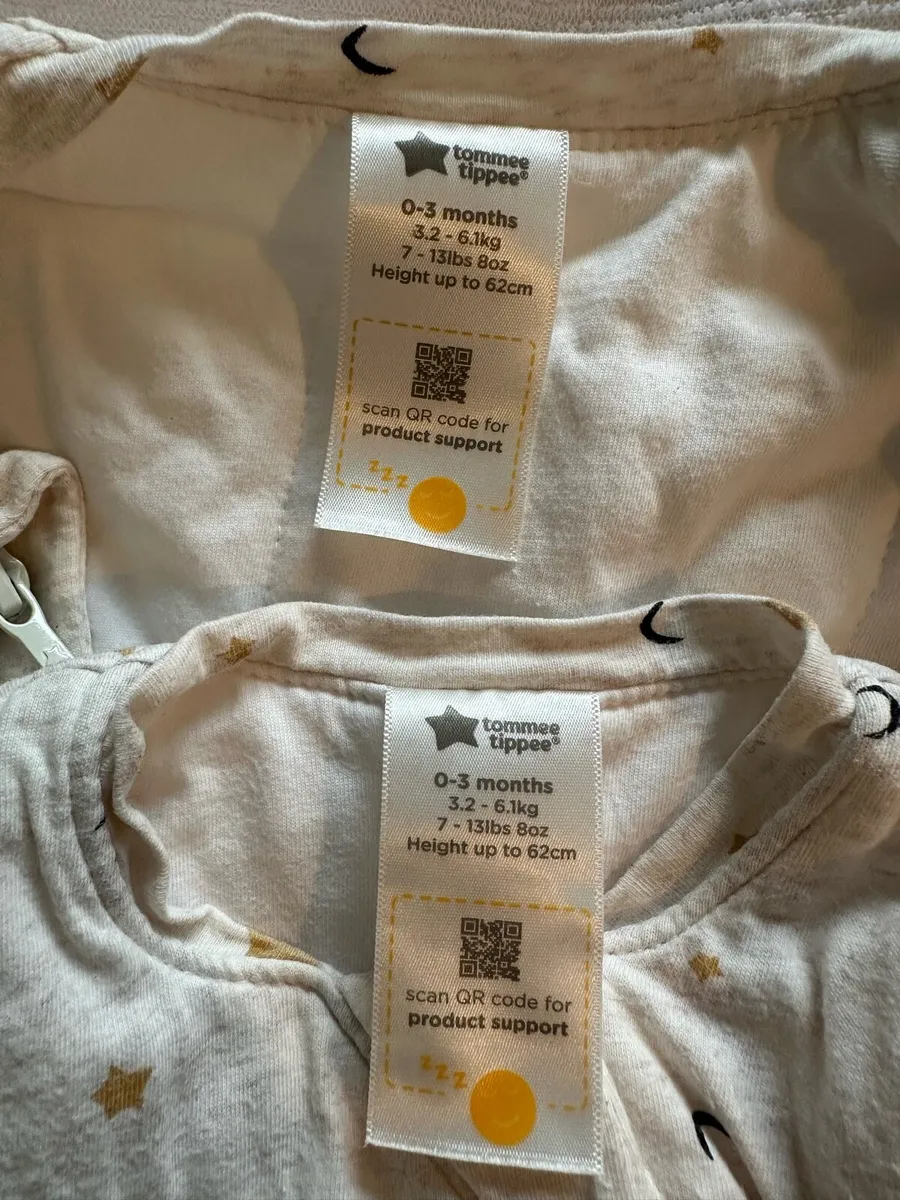 tommee
tippee®
0-3 months
3.2 - 6.1kg
7 - 13lbs 8oz
Height up to 62cm
scan QR code for
product support
zzz
tommee
tippee®
0-3 months
3.2 - 6.1kg
7 - 13lbs 8oz
Height up to 62cm
scan QR code for
product support
zzz